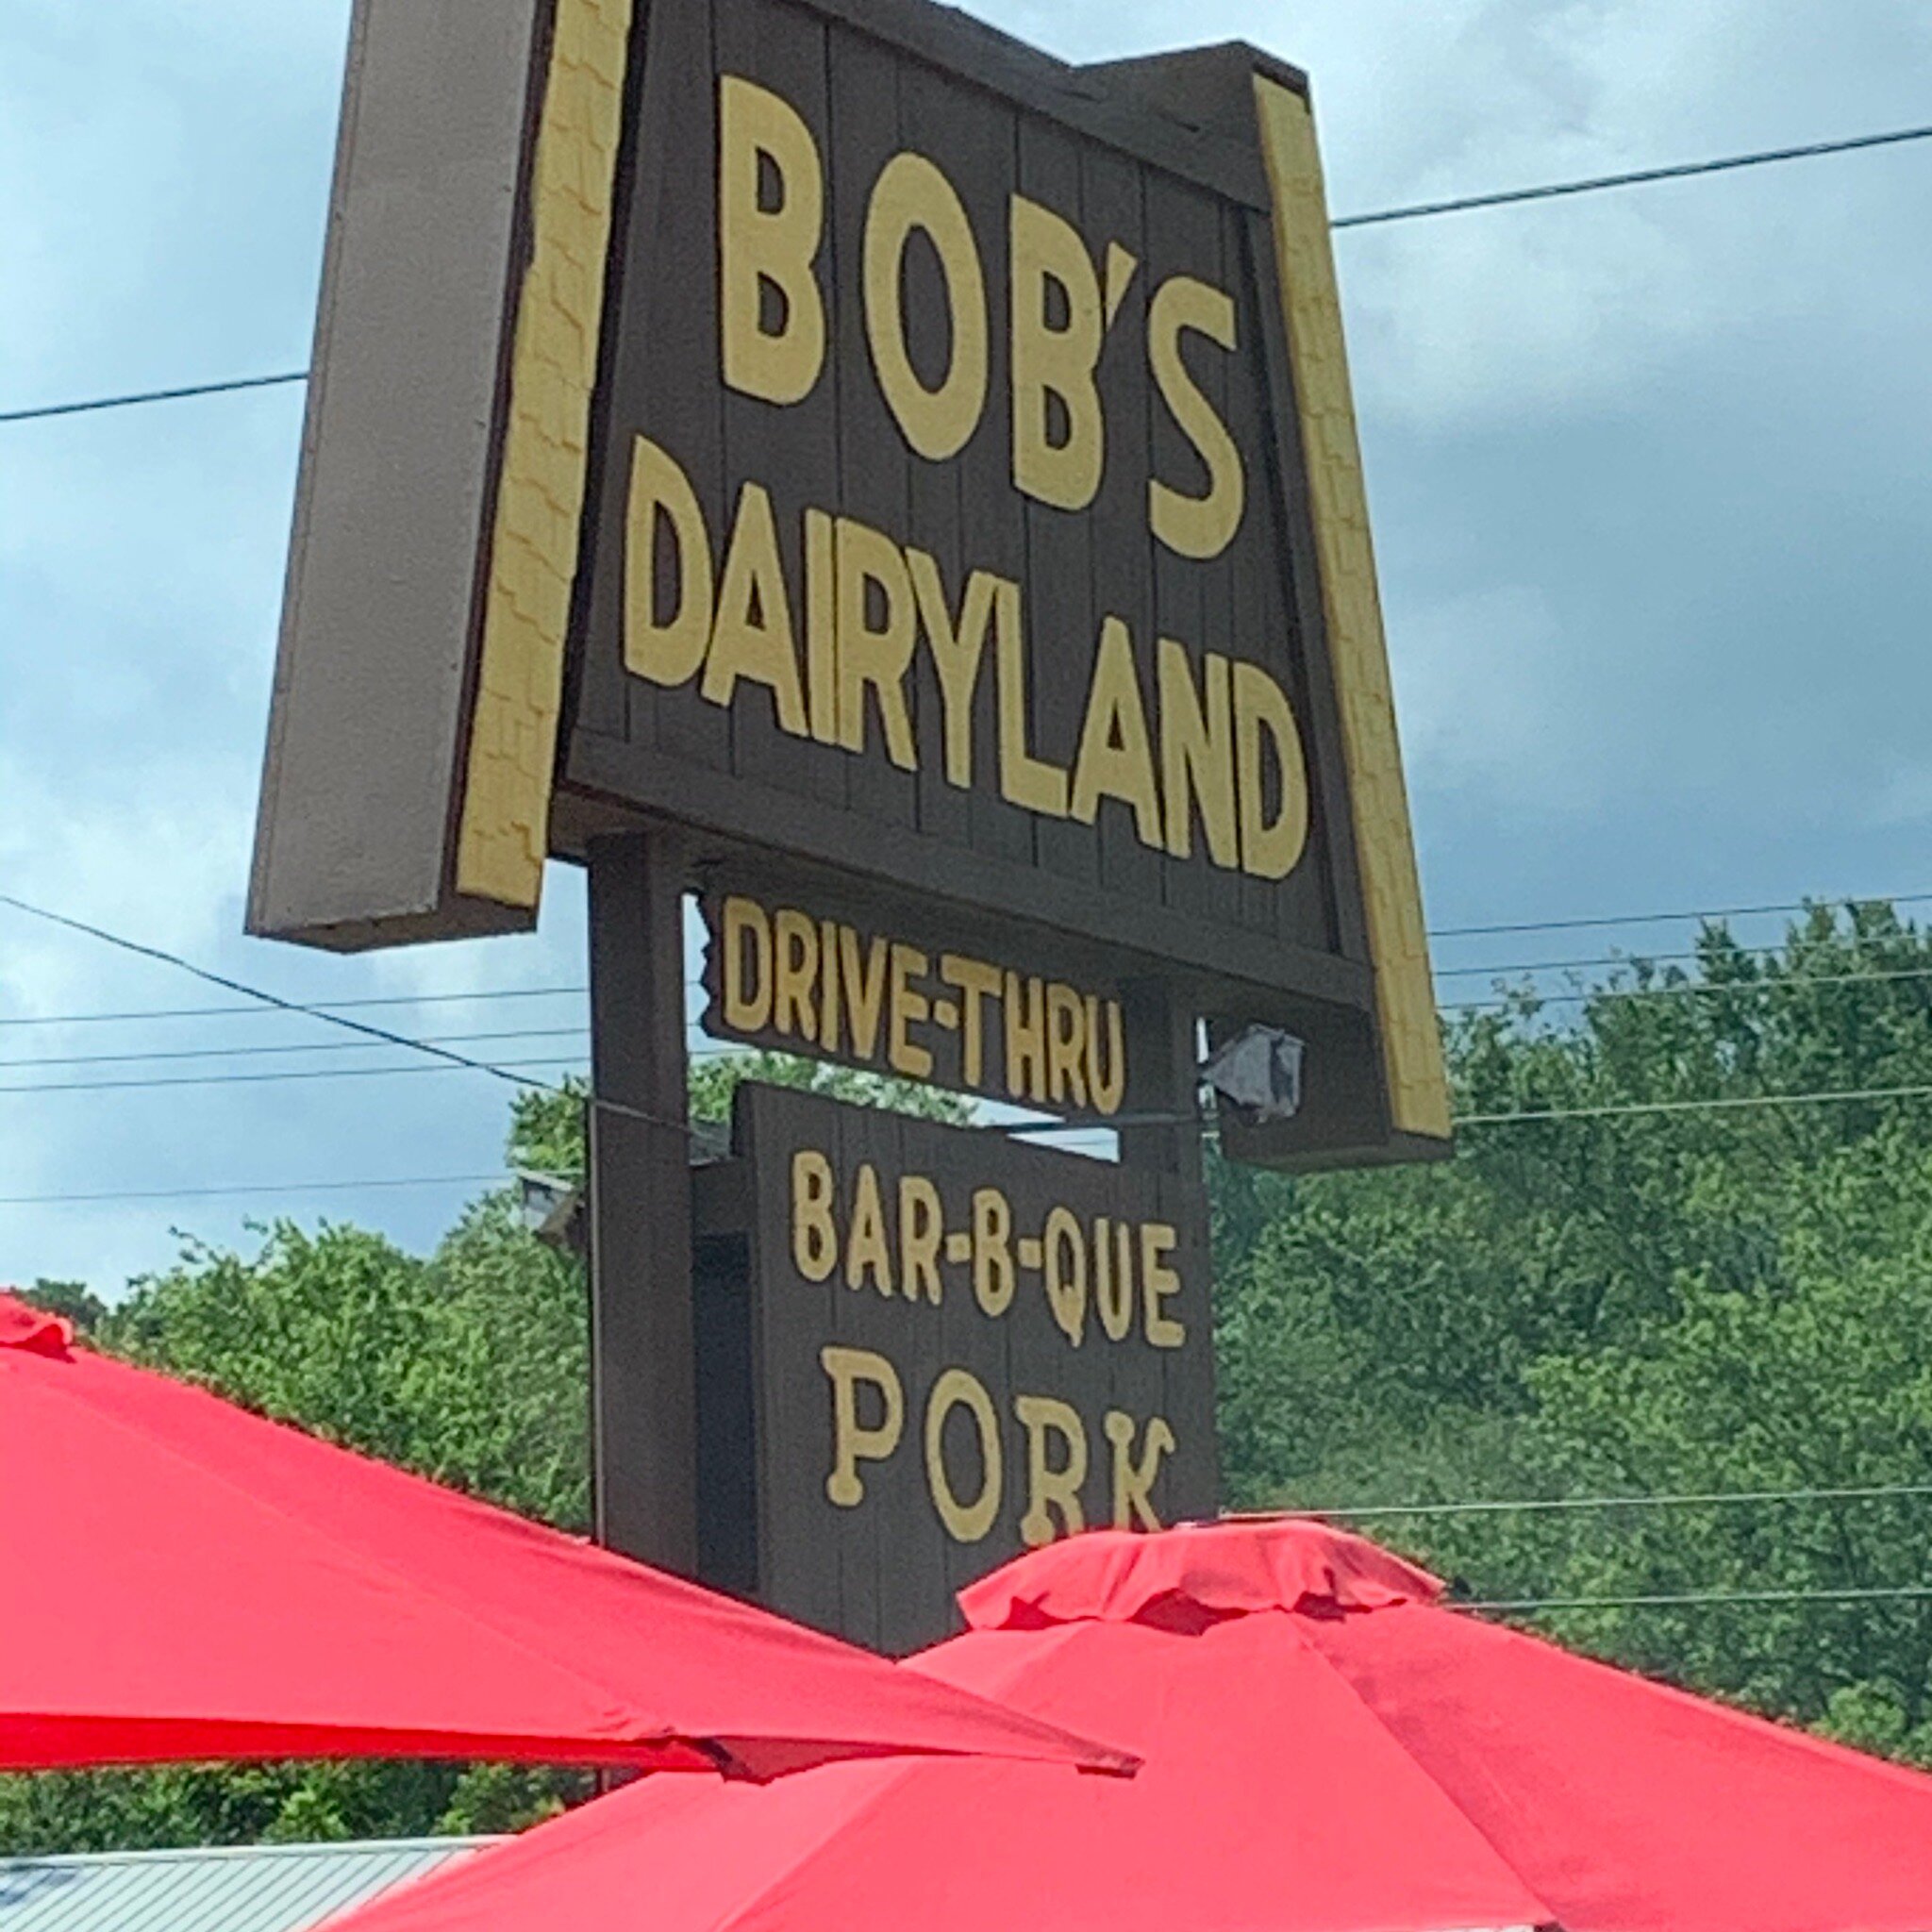 BOB'S
DAIRYLAND
DRIVE-THRU
BAR-B-QUE
PORK